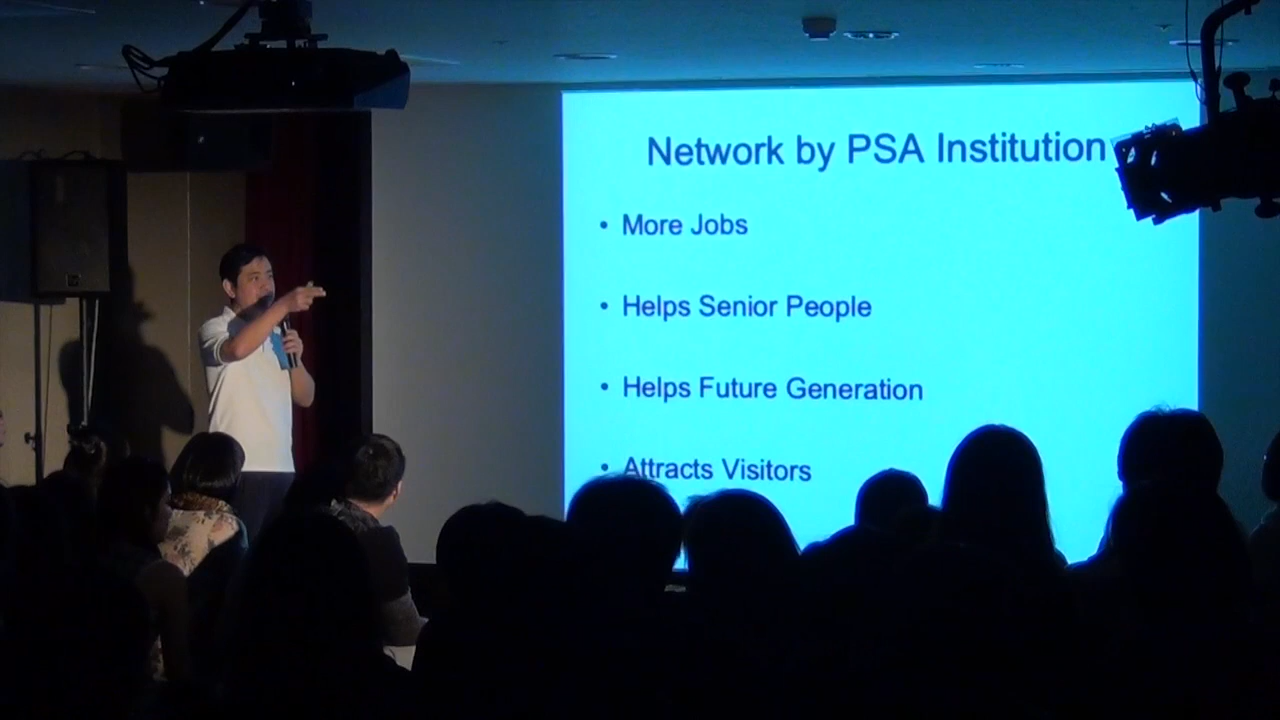 Network by PSA Institution
• More Jobs
• Helps Senior People
• Helps Future Generation
• Attracts Visitors